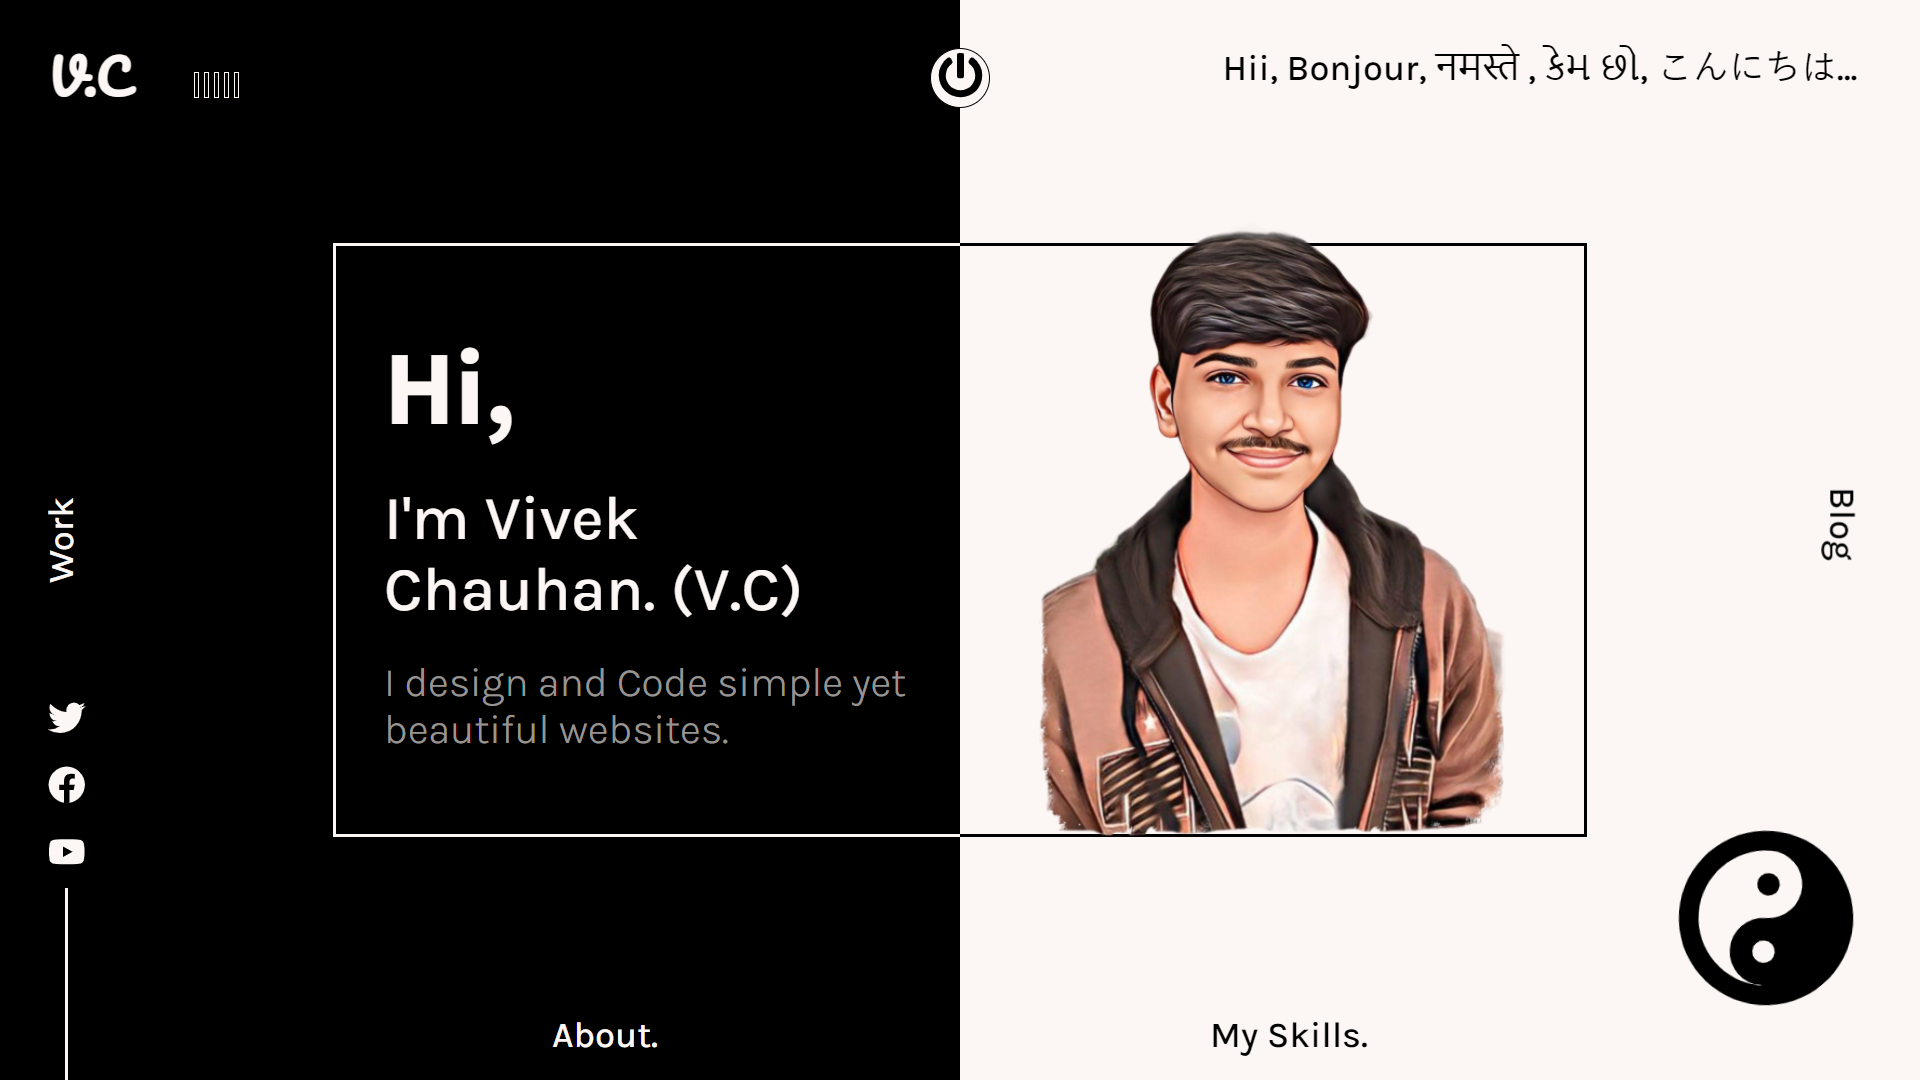 V.C
Hii, Bonjour, नमस्ते , કેમ છો, こんにちは...
Hi,
I'm Vivek
Chauhan. (V.C)
I design and Code simple yet
beautiful websites.
Work
Blog
About.
My Skills.